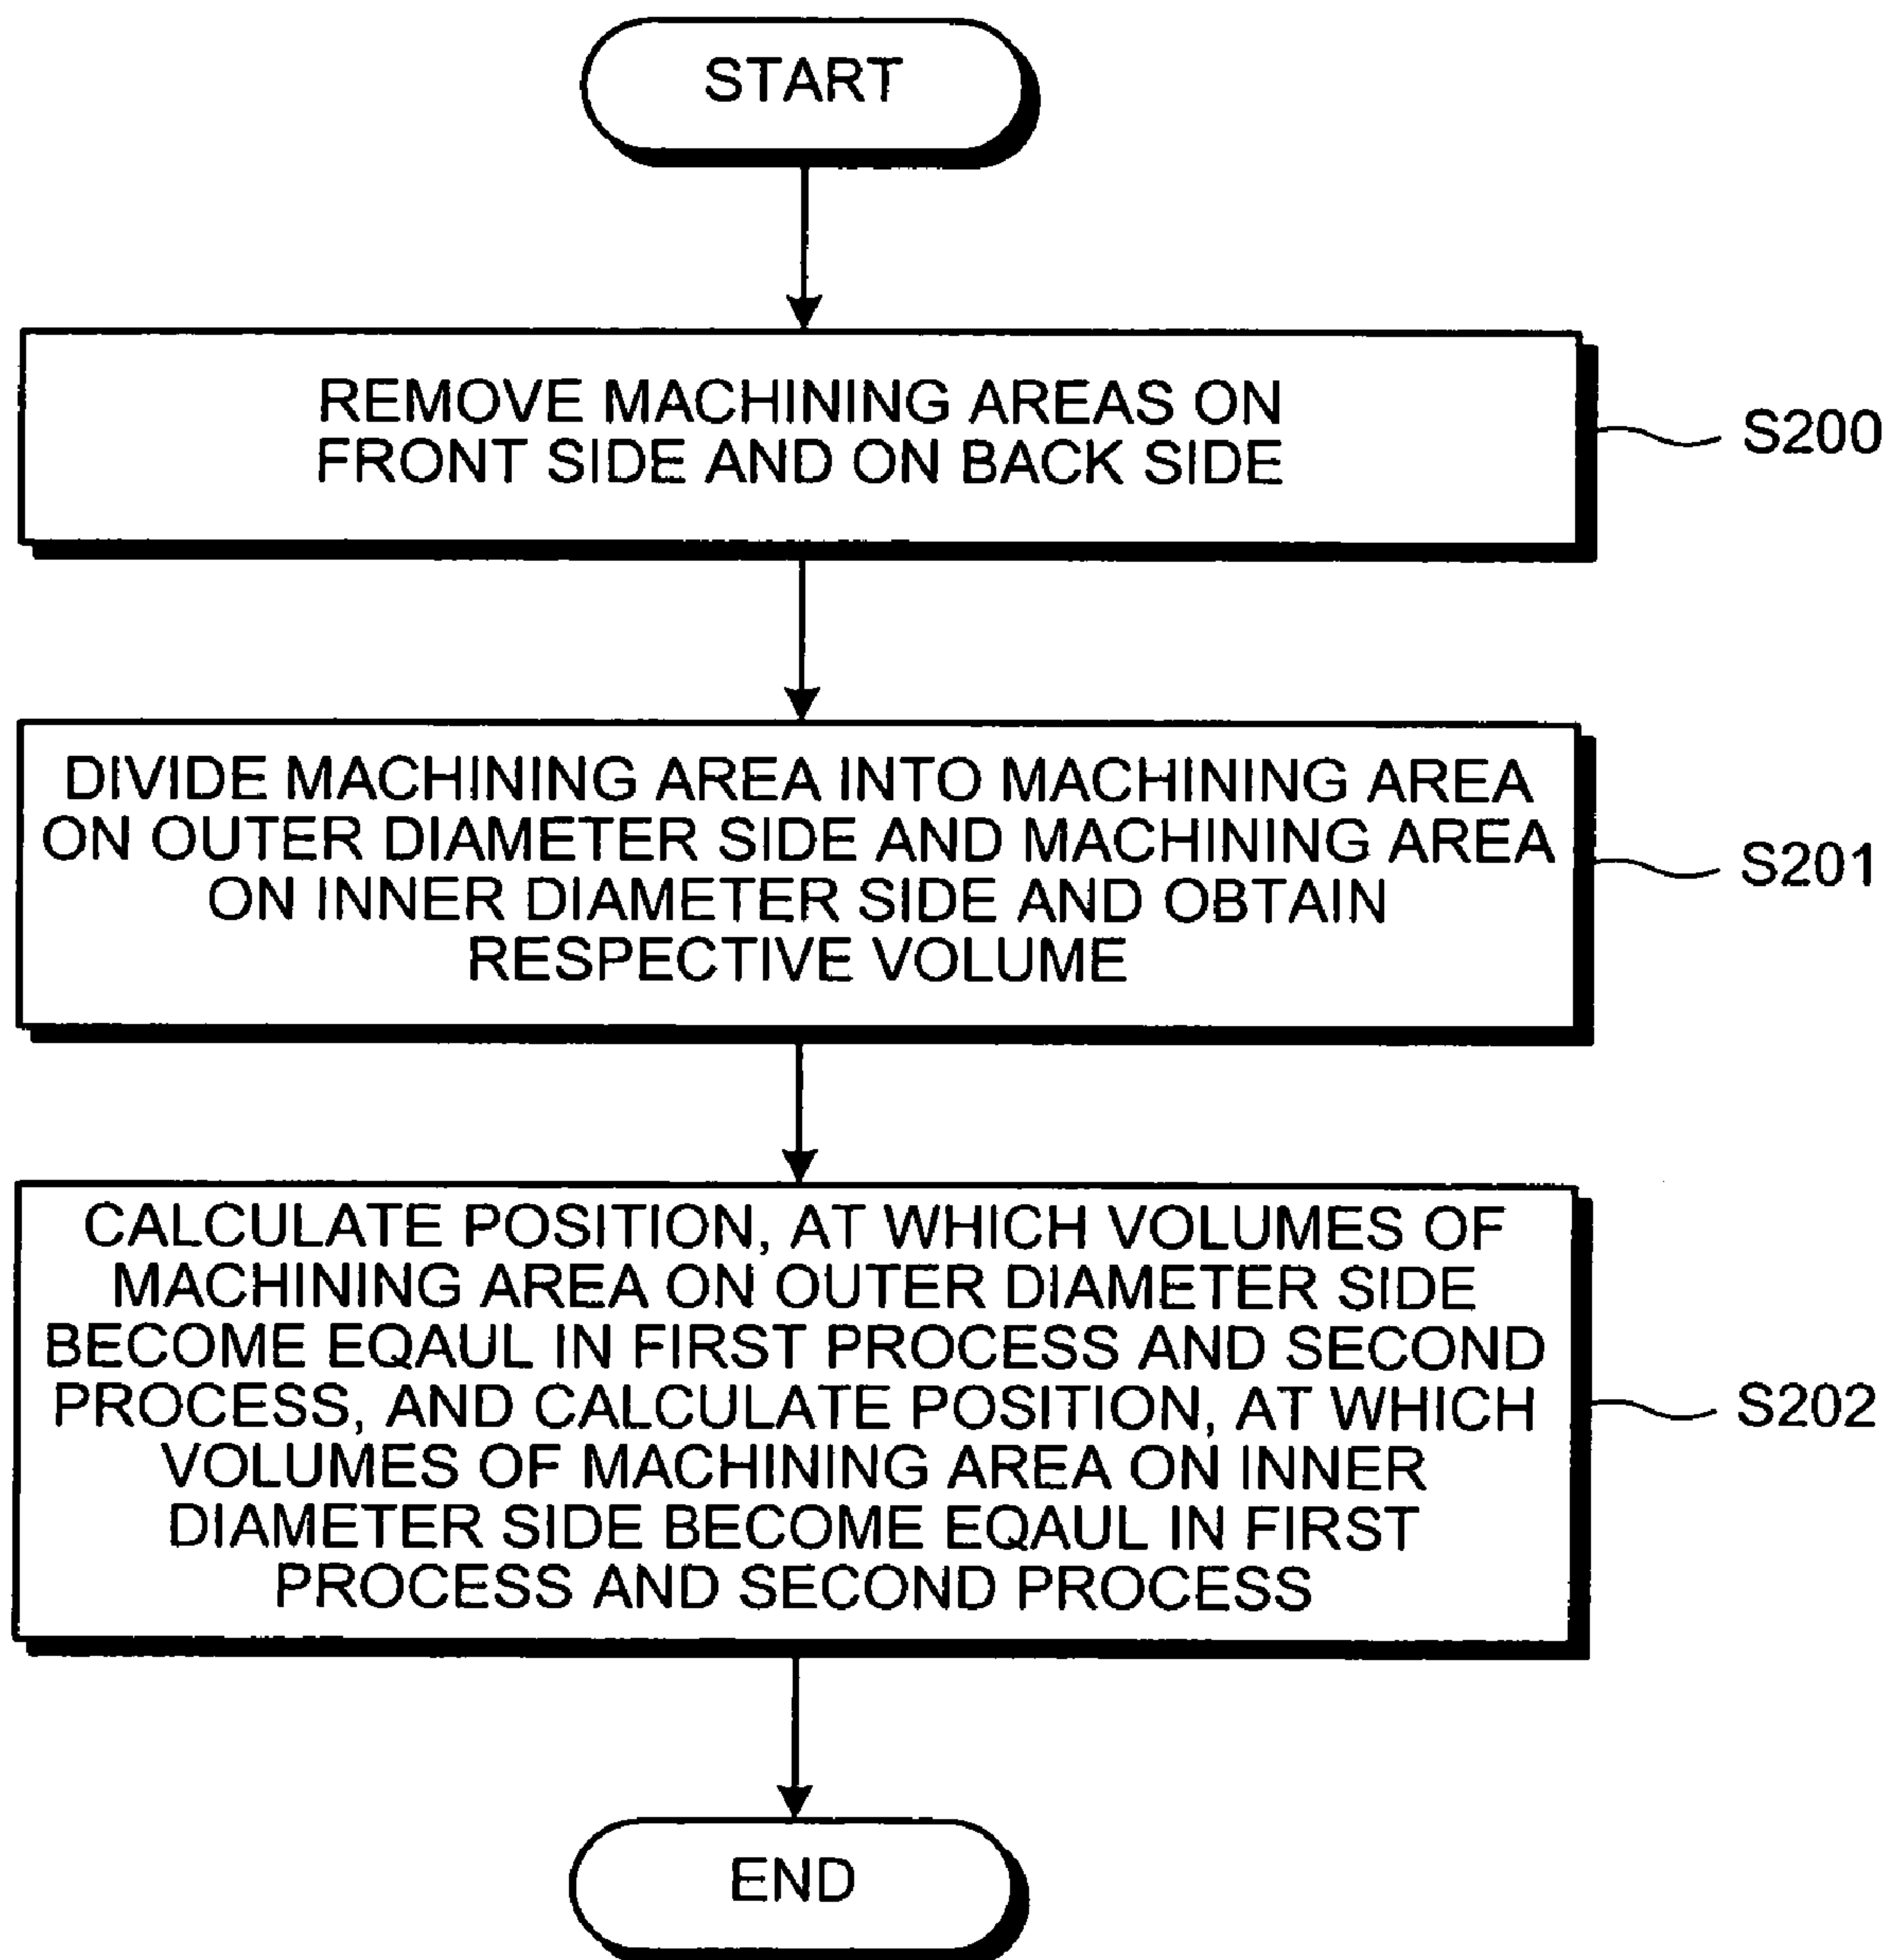 START
REMOVE MACHINING AREAS ON
FRONT SIDE AND ON BACK SIDE
S200
DIVIDE MACHINING AREA INTO MACHINING AREA
ON OUTER DIAMETER SIDE AND MACHINING AREA
ON INNER DIAMETER SIDE AND OBTAIN
RESPECTIVE VOLUME
S201
CALCULATE POSITION, AT WHICH VOLUMES OF
MACHINING AREA ON OUTER DIAMETER SIDE
BECOME EQAUL IN FIRST PROCESS AND SECOND
PROCESS, AND CALCULATE POSITION, AT WHICH
VOLUMES OF MACHINING AREA ON INNER
DIAMETER SIDE BECOME EQAUL IN FIRST
PROCESS AND SECOND PROCESS
S202
END